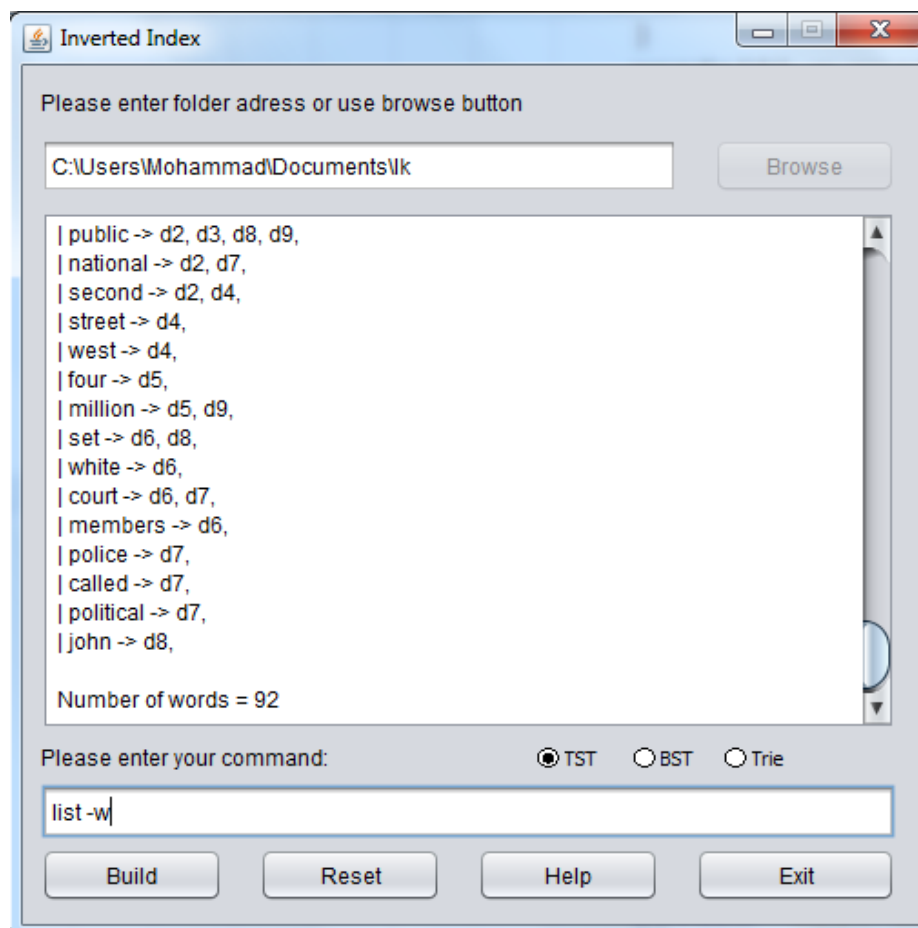 Inverted Index
Please enter folder adress or use browse button
C:\Users\Mohammad\Documents\lk
Browse
| public -> d2, d3, d8, d9,
| national -> d2, d7,
| second -> d2, d4,
| street -> d4,
| west -> d4,
| four -> d5,
| million -> d5, d9,
| set -> d6, d8,
| white -> d6,
| court -> d6, d7,
| members -> d6,
| police -> d7,
| called -> d7,
| political -> d7,
| john -> d8,
Number of words = 92
Please enter your command: TST BST Trie
list -w
Build Reset Help Exit